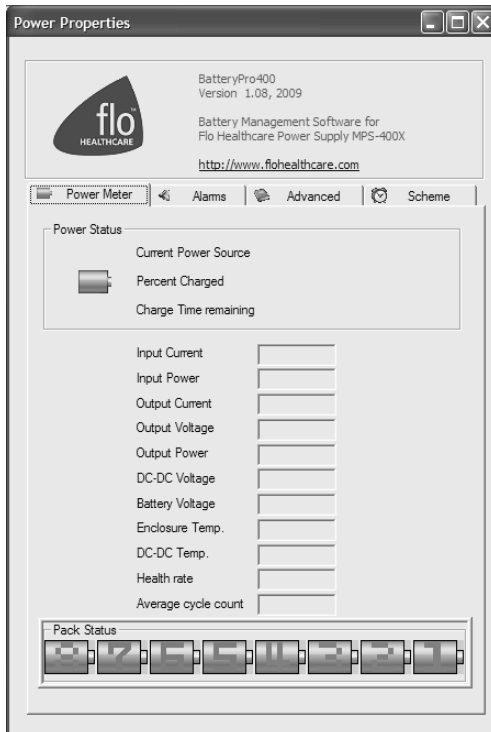 Power Properties
flo™
HEALTHCARE
BatteryPro400
Version 1.08, 2009
Battery Management Software for
Flo Healthcare Power Supply MPS-400X
http://www.flohealthcare.com
Power Meter
Alarms
Advanced
Scheme
Power Status
Current Power Source
Percent Charged
Charge Time remaining
Input Current
Input Power
Output Current
Output Voltage
Output Power
DC-DC Voltage
Battery Voltage
Enclosure Temp.
DC-DC Temp.
Health rate
Average cycle count
Pack Status
8 7 6 5 4 3 2 1